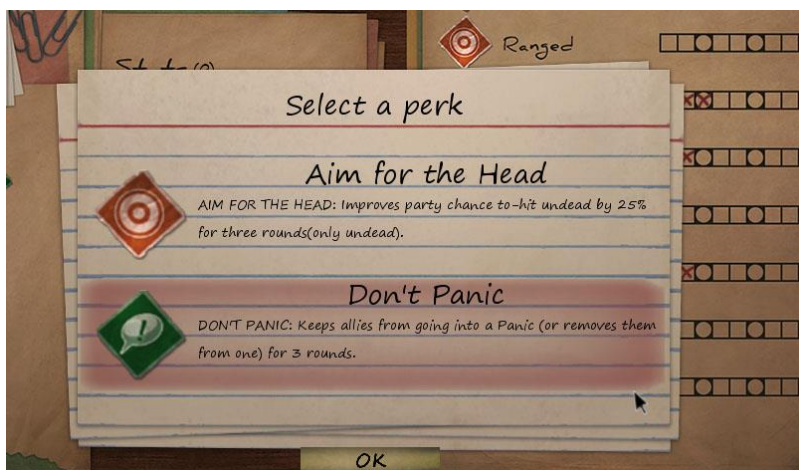 Ranged
Select a perk
Aim for the Head
AIM FOR THE HEAD: Improves party chance to-hit undead by 25%
for three rounds(only undead).
Don't Panic
DON'T PANIC: Keeps allies from going into a Panic (or removes them
from one) for 3 rounds.
OK